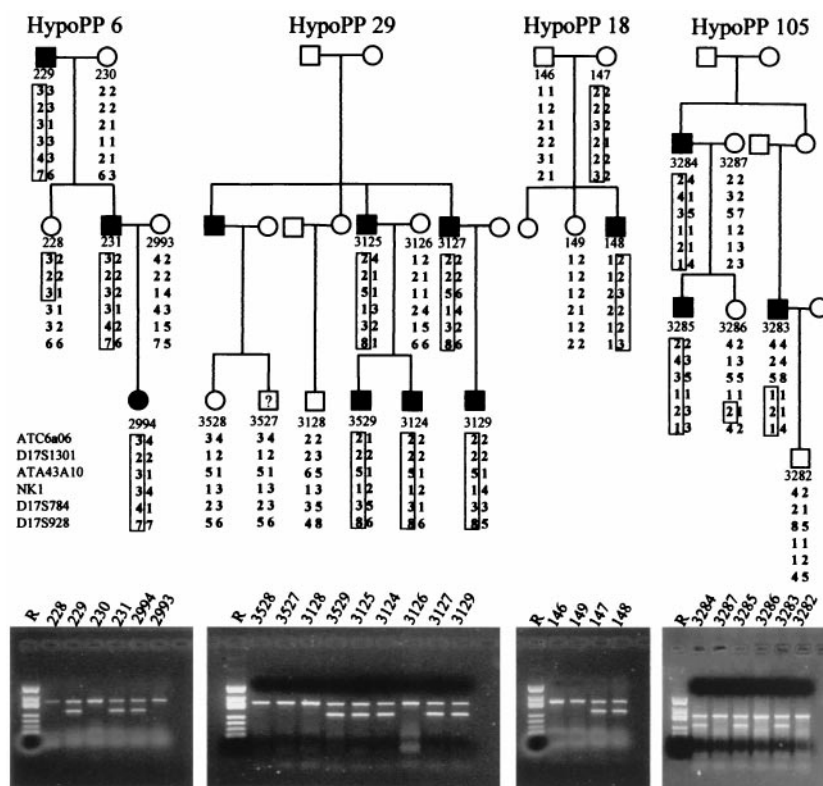 HypoPP 6 HypoPP 29 HypoPP 18 HypoPP 105
229 230 146 147
3 3 2 2 1 1 2 2
2 3 2 2 1 2 2 2
3 1 2 1 2 1 3 2
3 3 1 1 2 2 2 1
4 3 2 1 3 1 2 2
7 6 6 3 2 1 3 2
3284 3287
2 4 2 2
4 1 3 2
3 5 5 7
1 1 1 2
2 1 1 3
1 4 2 3
228 231 2993 3125 3126 3127 149 148
3 2 3 2 4 2 2 4 1 2 2 2 1 2 1 2
2 2 2 2 2 2 2 1 2 1 2 2 1 2 1 2
3 1 3 2 1 4 5 1 1 1 5 6 1 2 2 3
3 1 3 1 4 3 1 3 2 4 1 4 2 1 2 2
3 2 4 2 1 5 3 2 1 5 3 2 1 2 1 2
6 6 7 6 7 5 8 1 6 6 8 6 2 2 1 3
3285 3286 3283
2 2 4 2 4 4
4 3 1 3 2 4
3 5 5 5 5 8
1 1 1 1 1 1
2 3 2 1 2 1
1 3 4 2 1 4
?
2994 3528 3527 3128 3529 3124 3129
ATC6a06 3 4 3 4 3 4 2 2 2 1 2 2 2 2
D17S1301 2 2 1 2 1 2 2 3 2 2 2 2 2 2
ATA43A10 3 1 5 1 5 1 6 5 5 1 5 1 5 1
NK1 3 4 1 3 1 3 1 3 1 2 1 2 1 4
D17S784 4 1 2 3 2 3 3 5 3 5 3 1 3 3
D17S928 7 7 5 6 5 6 4 8 8 6 8 6 8 5
3282
4 2
2 1
8 5
1 1
1 2
4 5
R 228 229 230 231 2994 2993
R 3528 3527 3128 3529 3125 3124 3126 3127 3129
R 146 149 147 148
R 3284 3287 3285 3286 3283 3282